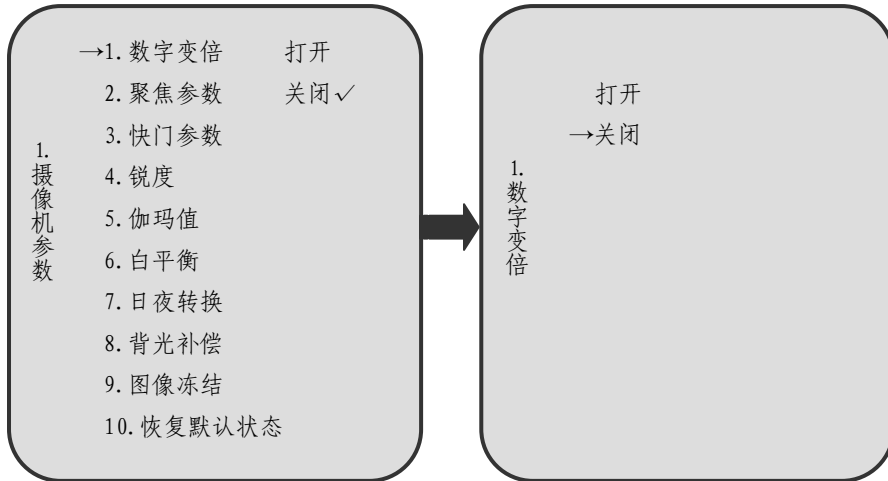 1.摄像机参数
→1.数字变倍 打开
2.聚焦参数 关闭✓
3.快门参数
4.锐度
5.伽玛值
6.白平衡
7.日夜转换
8.背光补偿
9.图像冻结
10.恢复默认状态
1.数字变倍
打开
→关闭